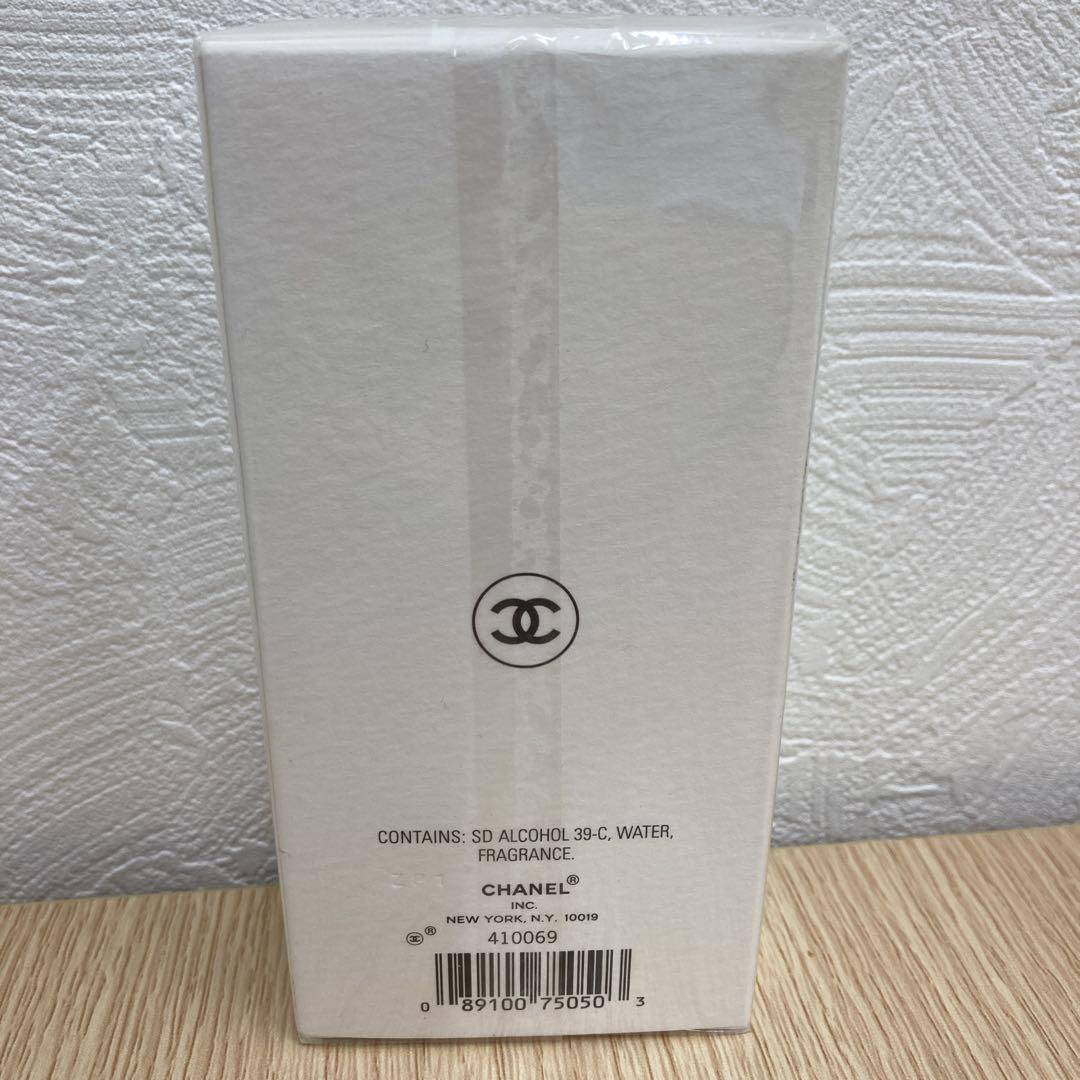 CONTAINS: SD ALCOHOL 39-C, WATER,
FRAGRANCE.
CHANEL®
INC.
NEW YORK, N.Y. 10019
®
410069
0 89100 75050 3